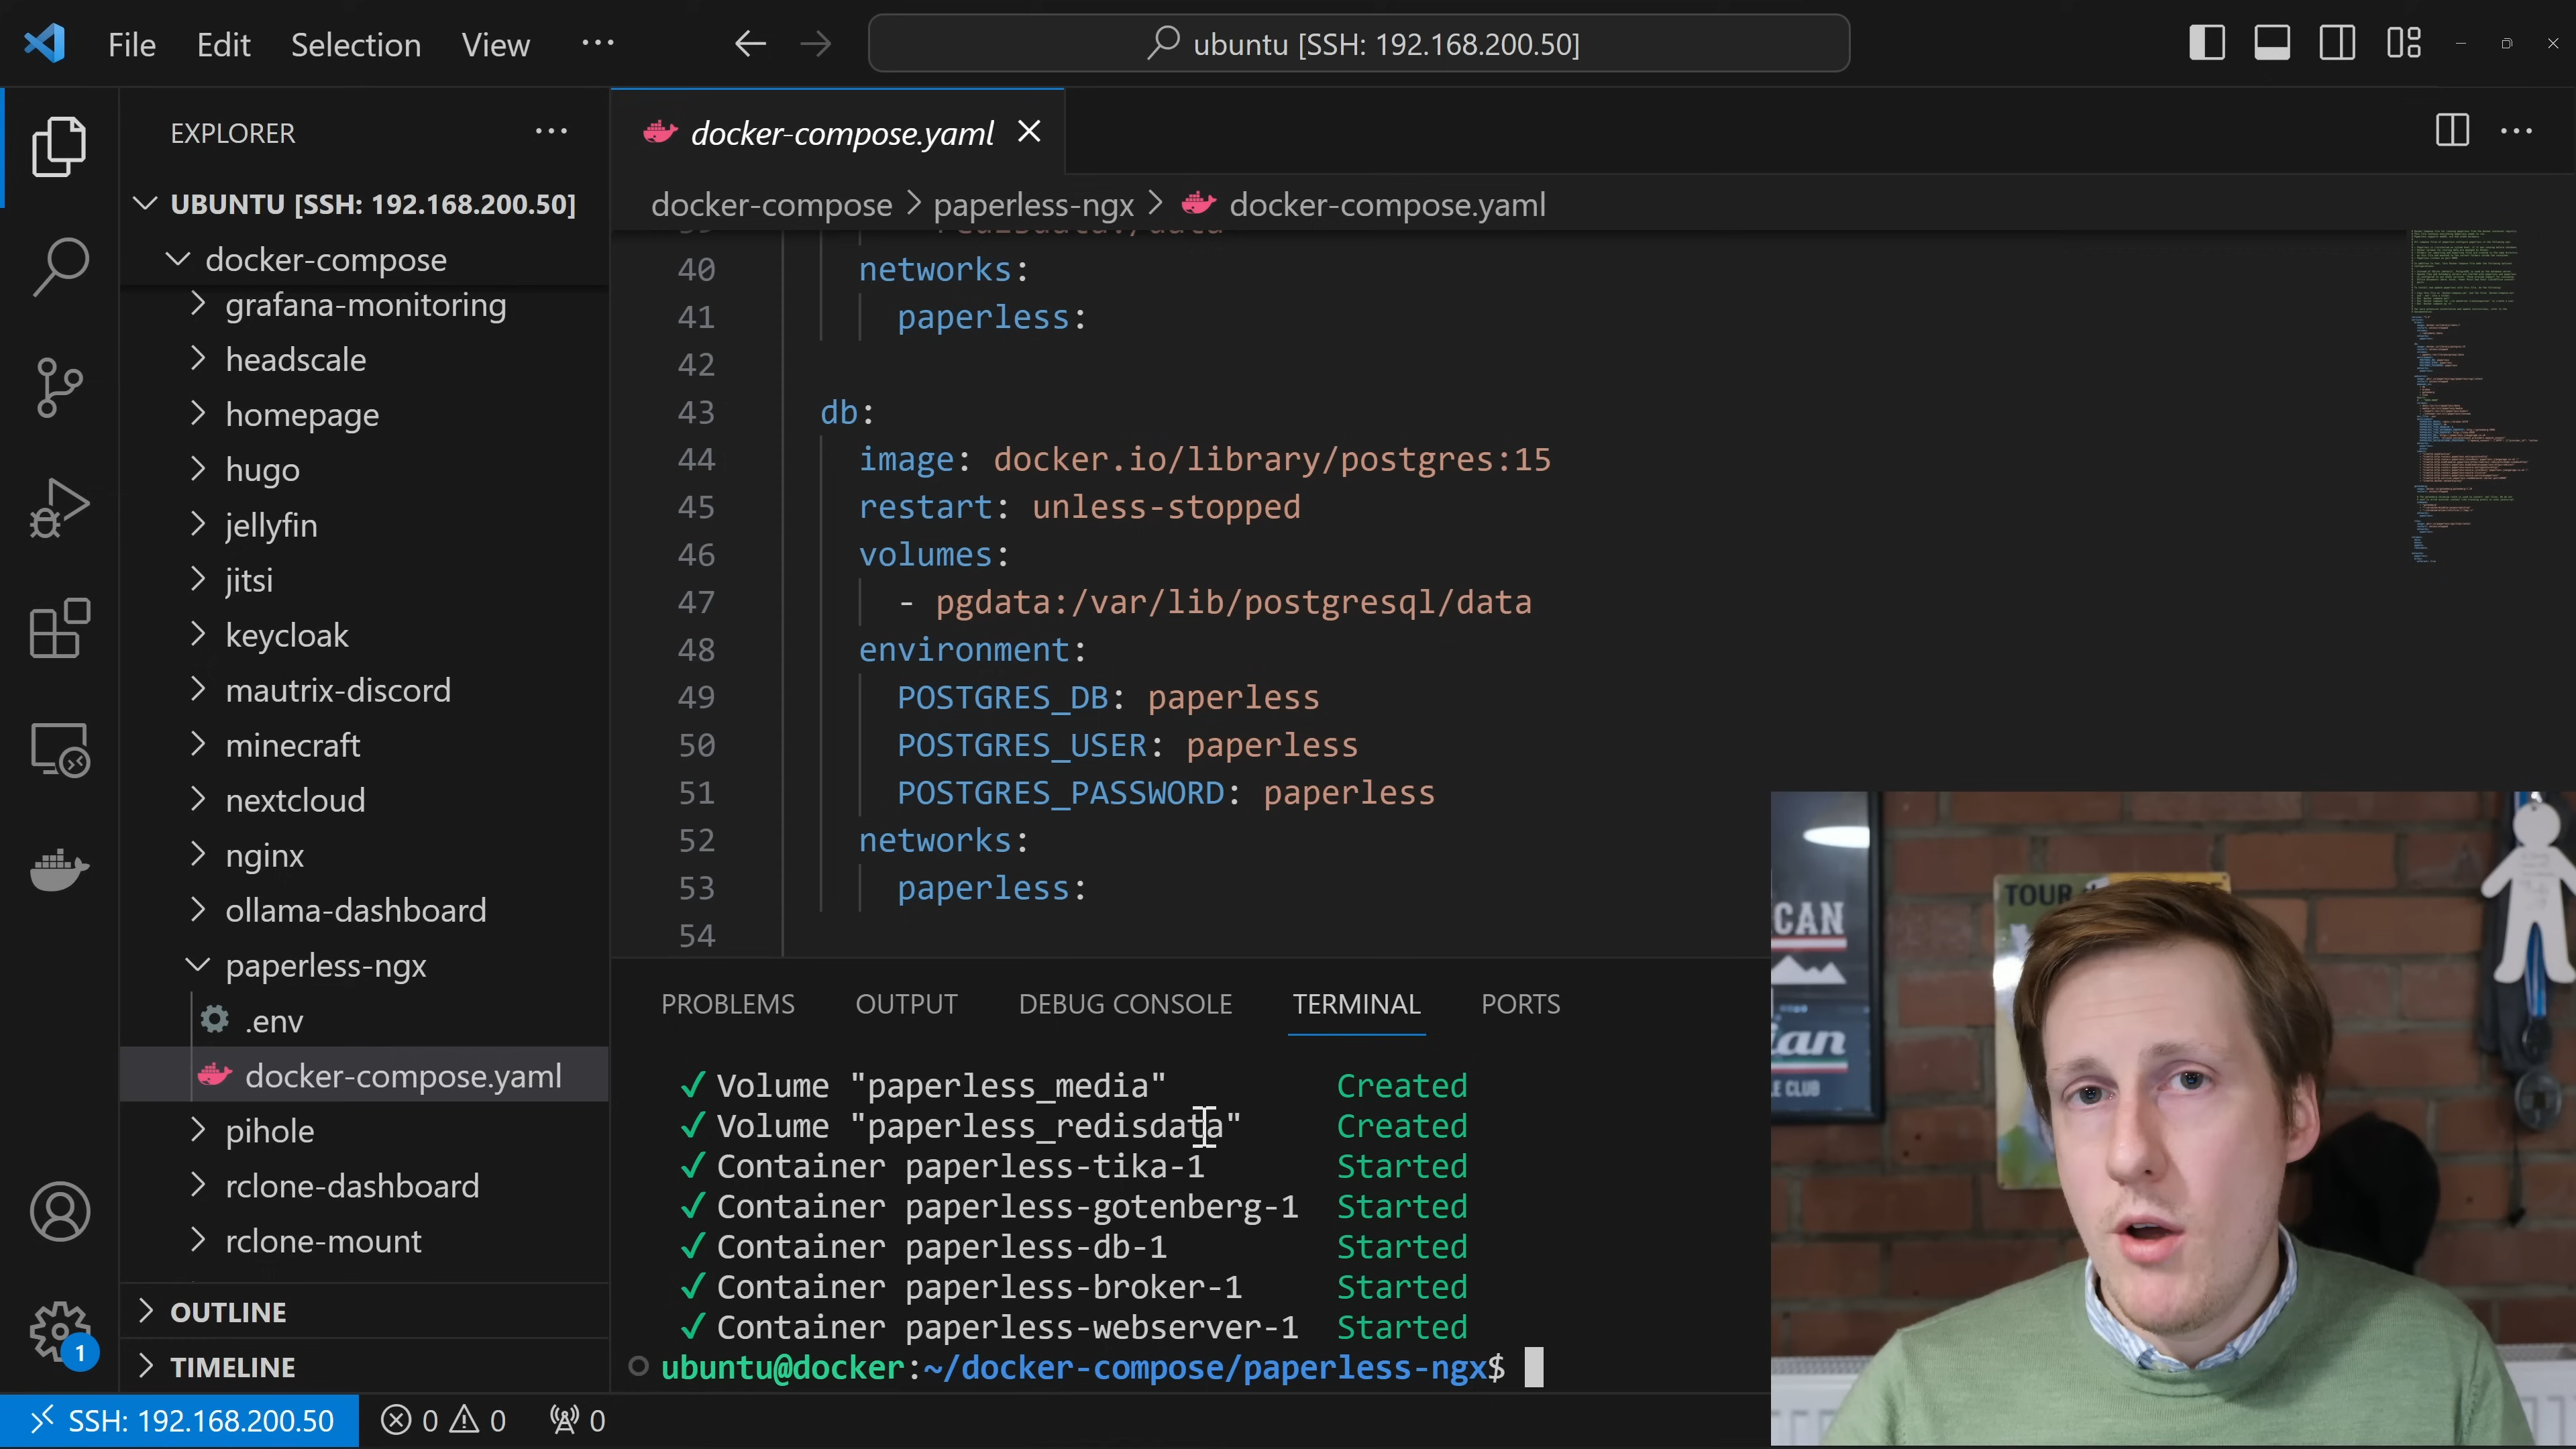 File Edit Selection View ··· ubuntu [SSH: 192.168.200.50]
EXPLORER ···
UBUNTU [SSH: 192.168.200.50]
docker-compose
grafana-monitoring
headscale
homepage
hugo
jellyfin
jitsi
keycloak
mautrix-discord
minecraft
nextcloud
nginx
ollama-dashboard
paperless-ngx
.env
docker-compose.yaml
pihole
rclone-dashboard
rclone-mount
OUTLINE
TIMELINE
1
docker-compose.yaml
docker-compose > paperless-ngx > docker-compose.yaml
40 networks:
41 paperless:
42
43 db:
44 image: docker.io/library/postgres:15
45 restart: unless-stopped
46 volumes:
47 - pgdata:/var/lib/postgresql/data
48 environment:
49 POSTGRES_DB: paperless
50 POSTGRES_USER: paperless
51 POSTGRES_PASSWORD: paperless
52 networks:
53 paperless:
54
PROBLEMS OUTPUT DEBUG CONSOLE TERMINAL PORTS
✓ Volume "paperless_media" Created
✓ Volume "paperless_redisdata" Created
✓ Container paperless-tika-1 Started
✓ Container paperless-gotenberg-1 Started
✓ Container paperless-db-1 Started
✓ Container paperless-broker-1 Started
✓ Container paperless-webserver-1 Started
ubuntu@docker:~/docker-compose/paperless-ngx$
SSH: 192.168.200.50 0 0 0
TOUR
CLUB